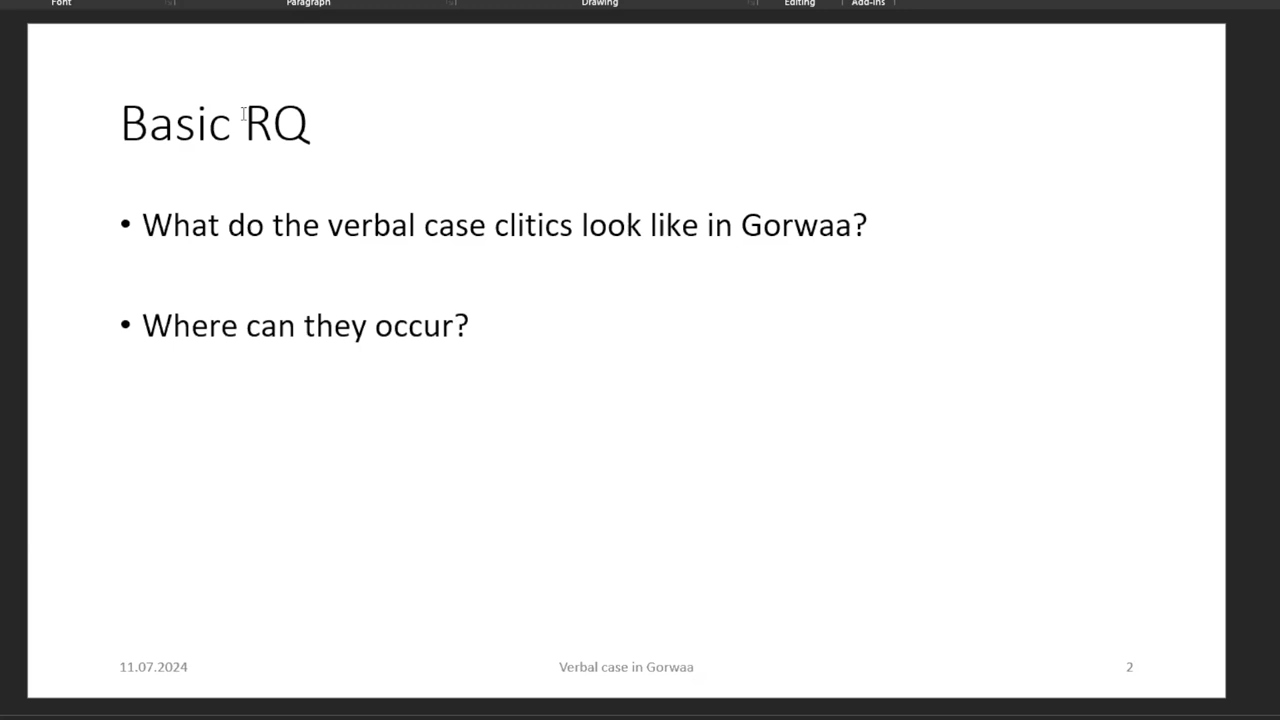 Font Paragraph Drawing Editing Add-ins
Basic RQ
• What do the verbal case clitics look like in Gorwaa?
• Where can they occur?
11.07.2024 Verbal case in Gorwaa 2